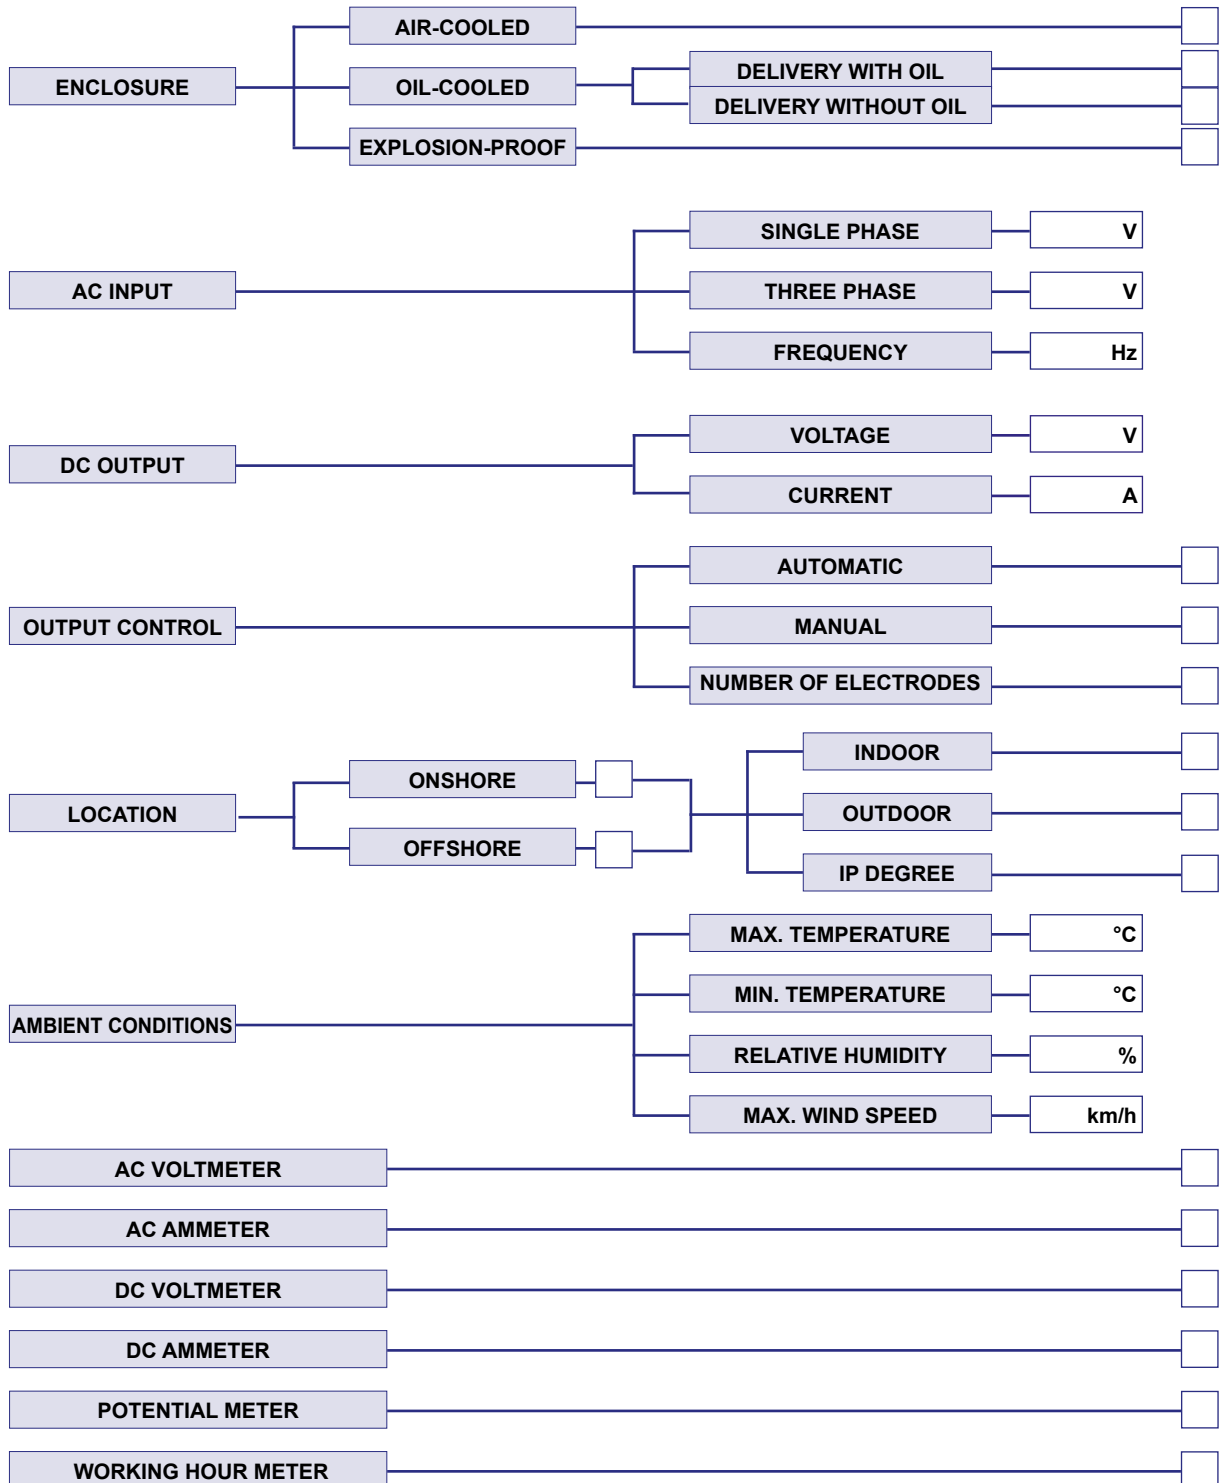 AIR-COOLED
ENCLOSURE
OIL-COOLED
DELIVERY WITH OIL
DELIVERY WITHOUT OIL
EXPLOSION-PROOF
SINGLE PHASE V
AC INPUT
THREE PHASE V
FREQUENCY Hz
VOLTAGE V
DC OUTPUT
CURRENT A
AUTOMATIC
OUTPUT CONTROL
MANUAL
NUMBER OF ELECTRODES
LOCATION
ONSHORE
OFFSHORE
INDOOR
OUTDOOR
IP DEGREE
AMBIENT CONDITIONS
MAX. TEMPERATURE °C
MIN. TEMPERATURE °C
RELATIVE HUMIDITY %
MAX. WIND SPEED km/h
AC VOLTMETER
AC AMMETER
DC VOLTMETER
DC AMMETER
POTENTIAL METER
WORKING HOUR METER